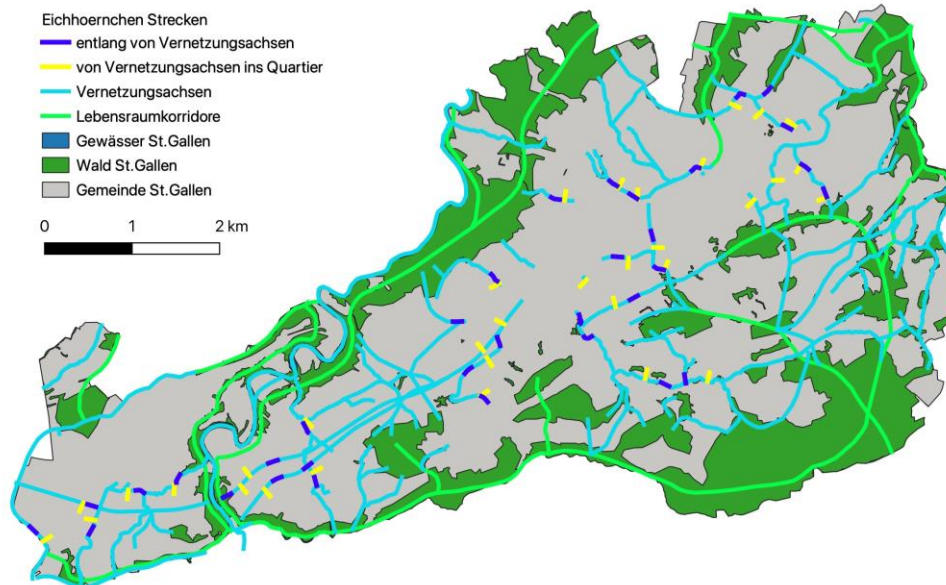 Eichhoernchen Strecken
entlang von Vernetzungsachsen
von Vernetzungsachsen ins Quartier
Vernetzungsachsen
Lebensraumkorridore
Gewässer St.Gallen
Wald St.Gallen
Gemeinde St.Gallen
0 1 2 km